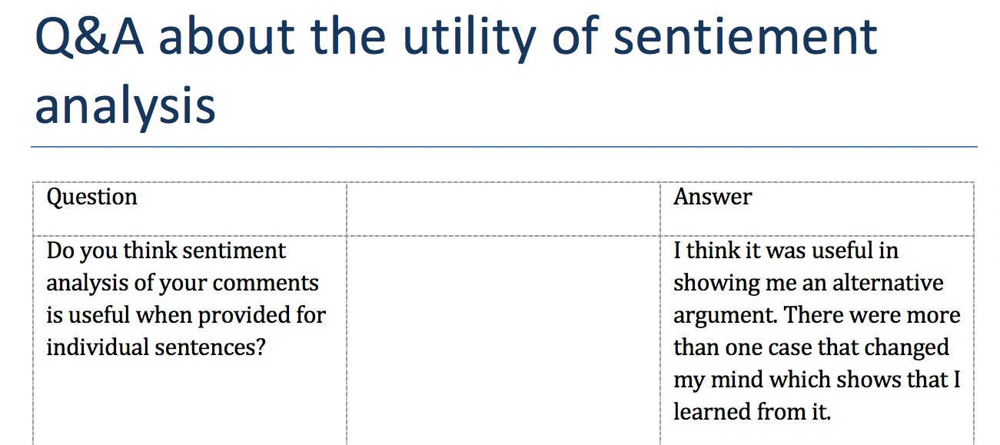 Q&A about the utility of sentiement
analysis
Question
Answer
Do you think sentiment
analysis of your comments
is useful when provided for
individual sentences?
I think it was useful in
showing me an alternative
argument. There were more
than one case that changed
my mind which shows that I
learned from it.